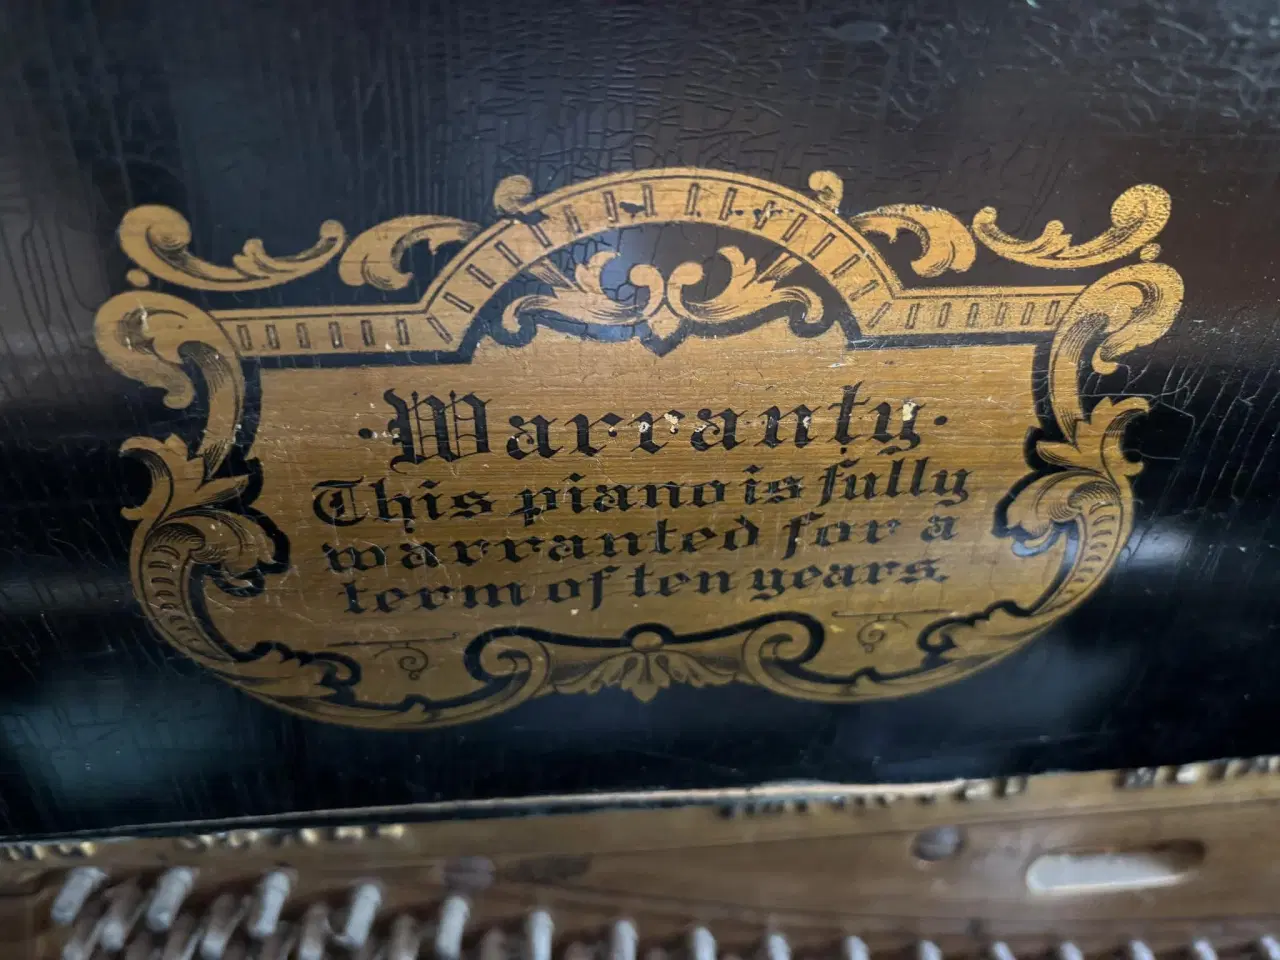 ·Warranty·
This piano is fully
warranted for a
term of ten years.